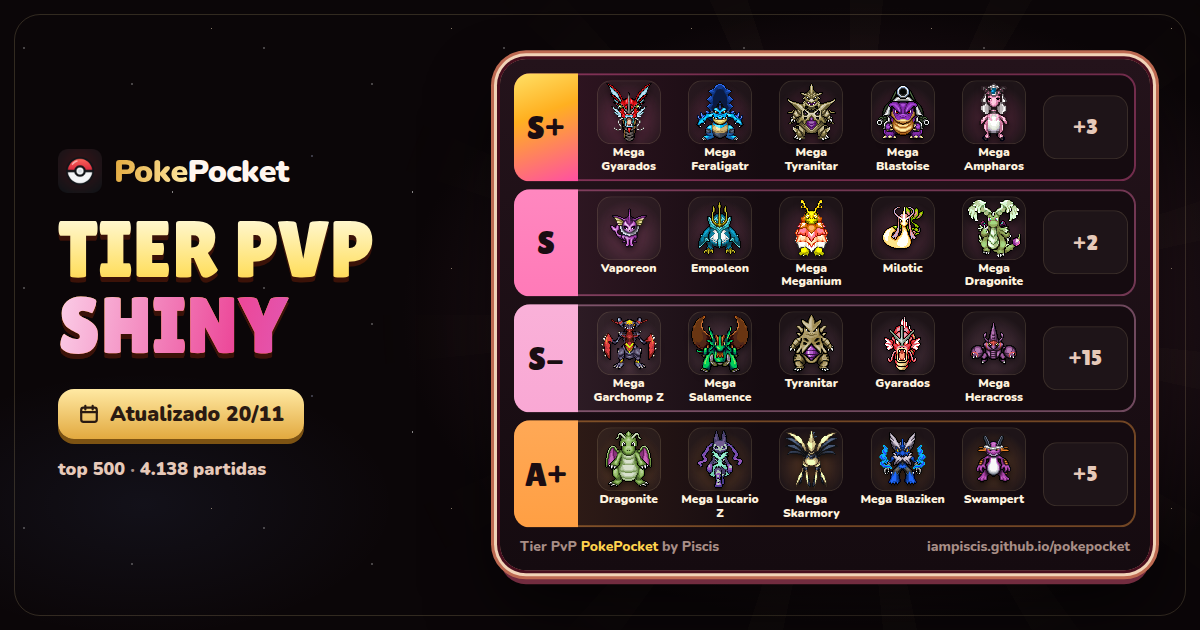 PokePocket
TIER PVP
SHINY
Atualizado 20/11
top 500 · 4.138 partidas
S+
Mega
Gyarados
Mega
Feraligatr
Mega
Tyranitar
Mega
Blastoise
Mega
Ampharos
+3
S
Vaporeon
Empoleon
Mega
Meganium
Milotic
Mega
Dragonite
+2
S−
Mega
Garchomp Z
Mega
Salamence
Tyranitar
Gyarados
Mega
Heracross
+15
A+
Dragonite
Mega Lucario
Z
Mega
Skarmory
Mega Blaziken
Swampert
+5
Tier PvP PokePocket by Piscis
iampiscis.github.io/pokepocket